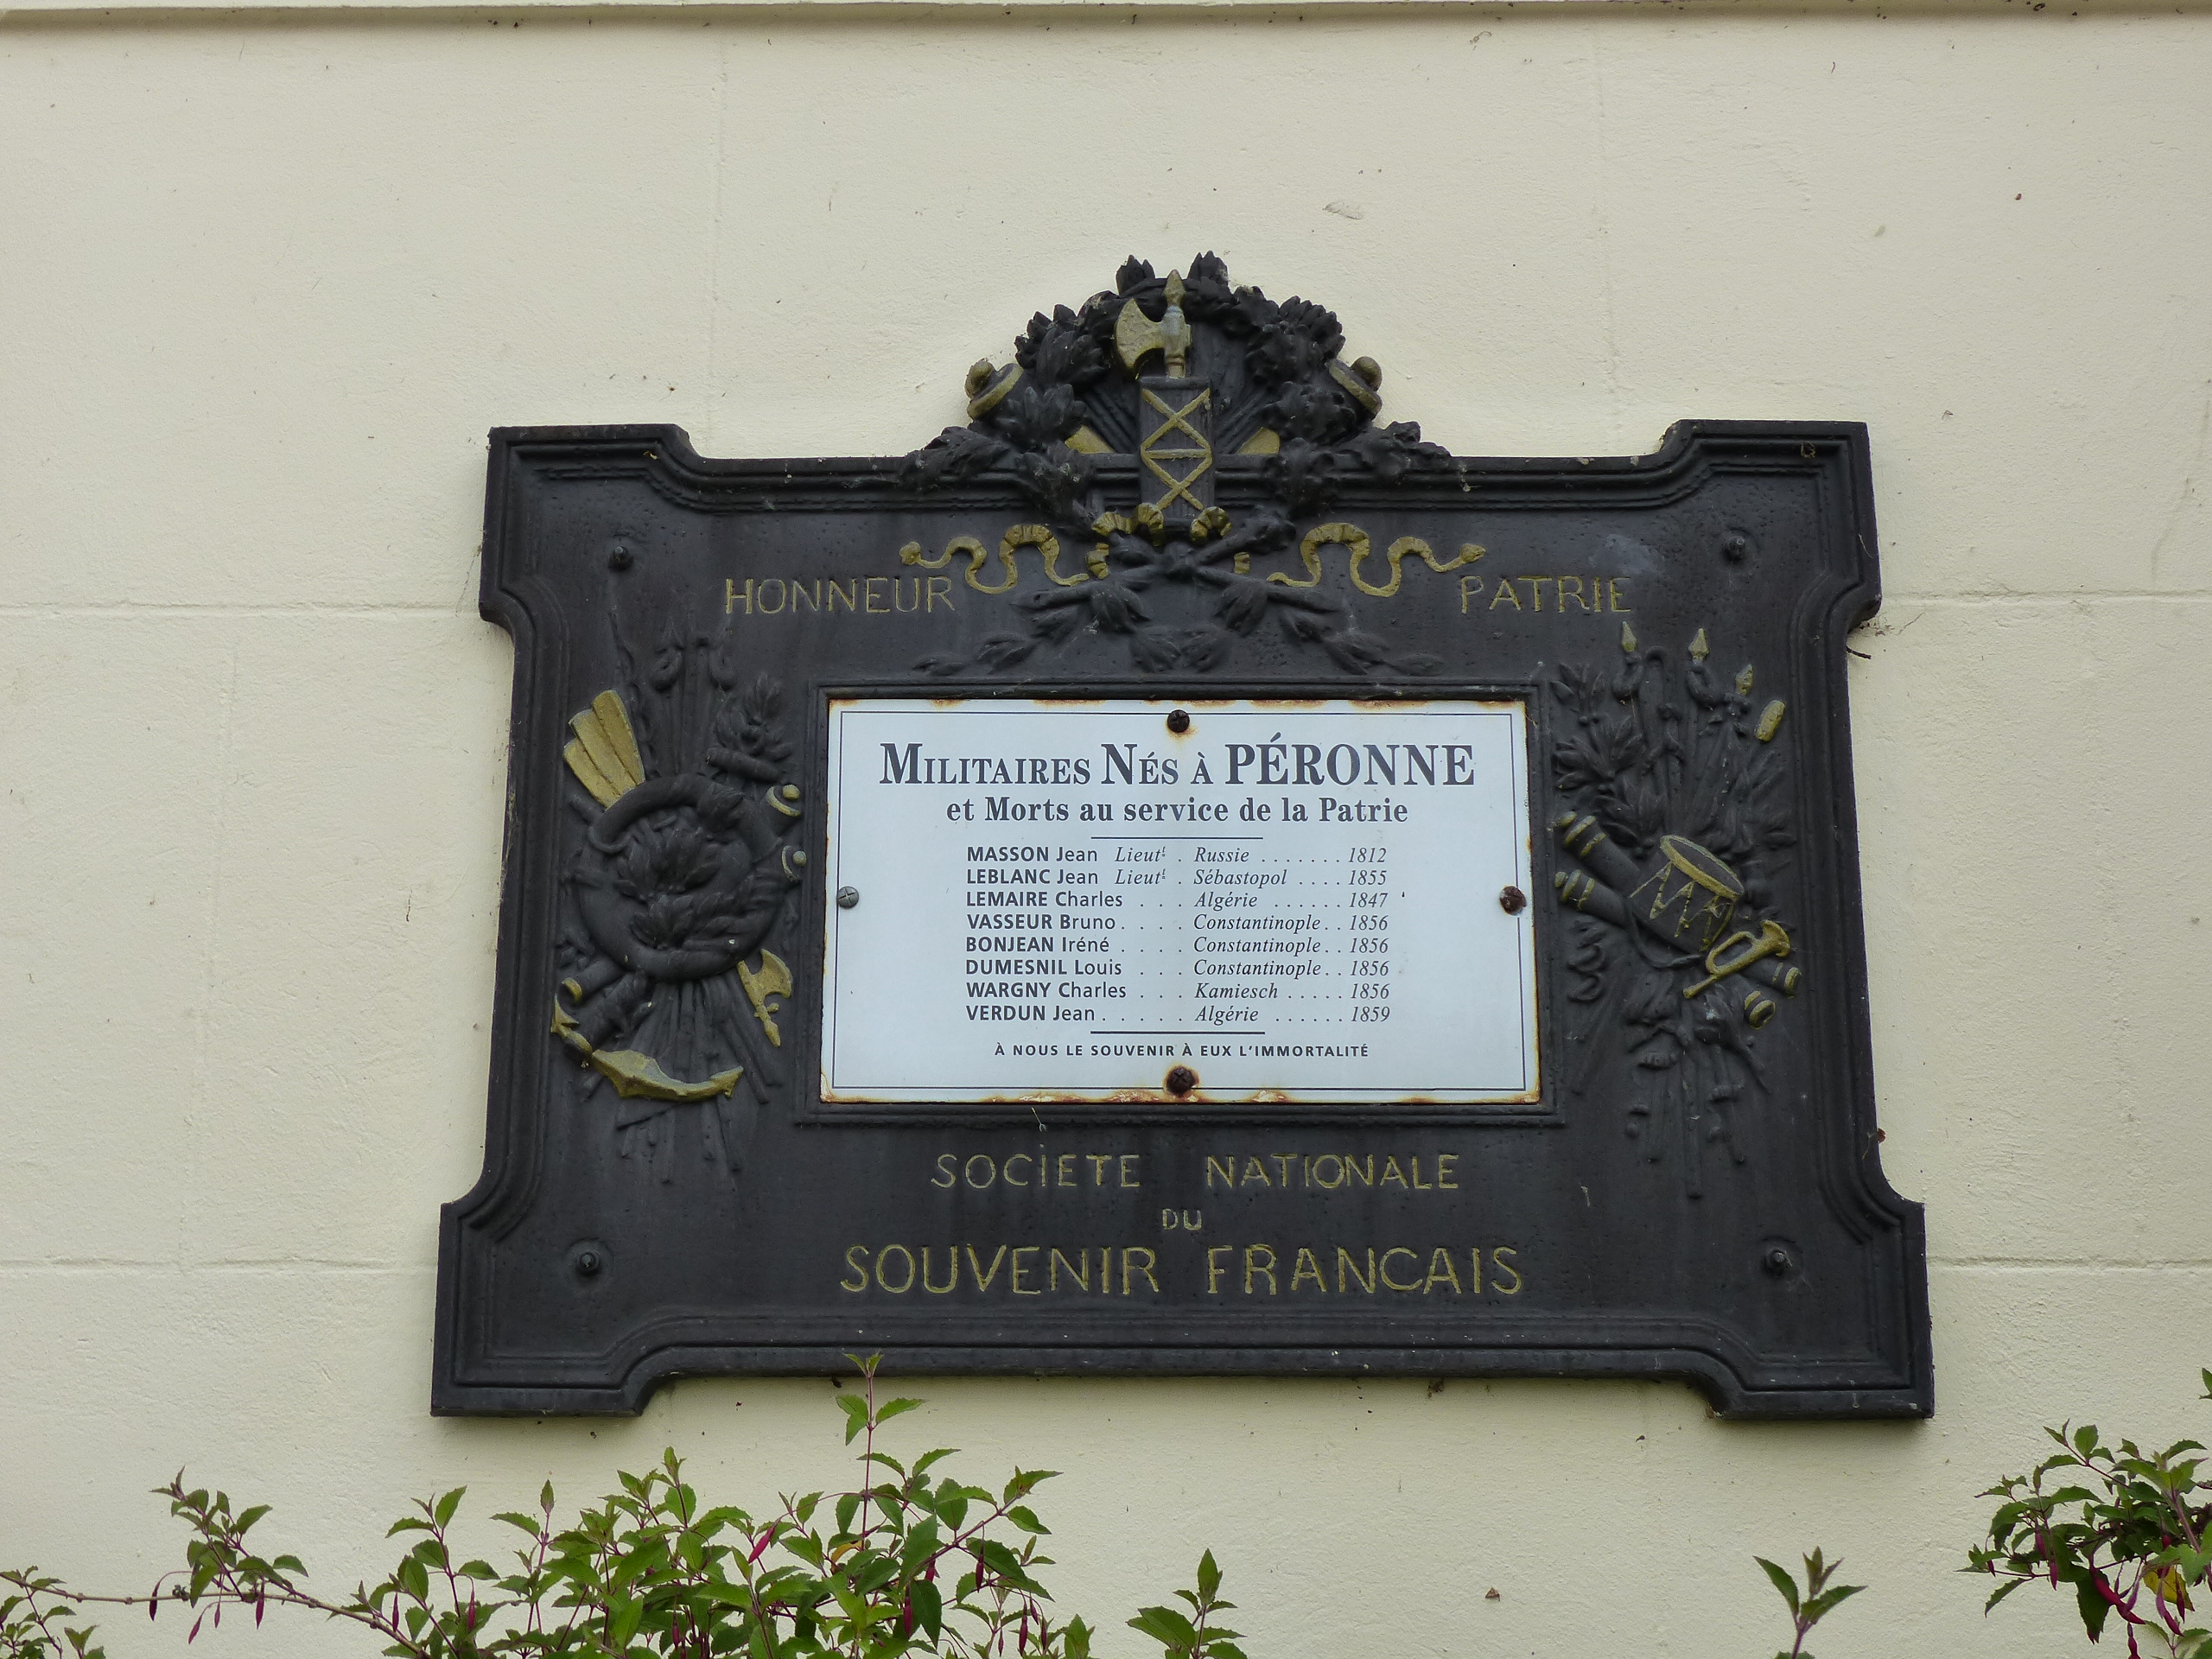 HONNEUR PATRIE
MILITAIRES NÉS À PÉRONNE
et Morts au service de la Patrie
MASSON Jean Lieutt . Russie ....... 1812
LEBLANC Jean Lieutt . Sébastopol .... 1855
LEMAIRE Charles . . . Algérie ...... 1847
VASSEUR Bruno . . . . Constantinople . . 1856
BONJEAN Iréné . . . . Constantinople . . 1856
DUMESNIL Louis . . . Constantinople . . 1856
WARGNY Charles . . . Kamiesch ..... 1856
VERDUN Jean . . . . . Algérie ...... 1859
À NOUS LE SOUVENIR À EUX L'IMMORTALITÉ
SOCIETE NATIONALE
DU
SOUVENIR FRANCAIS